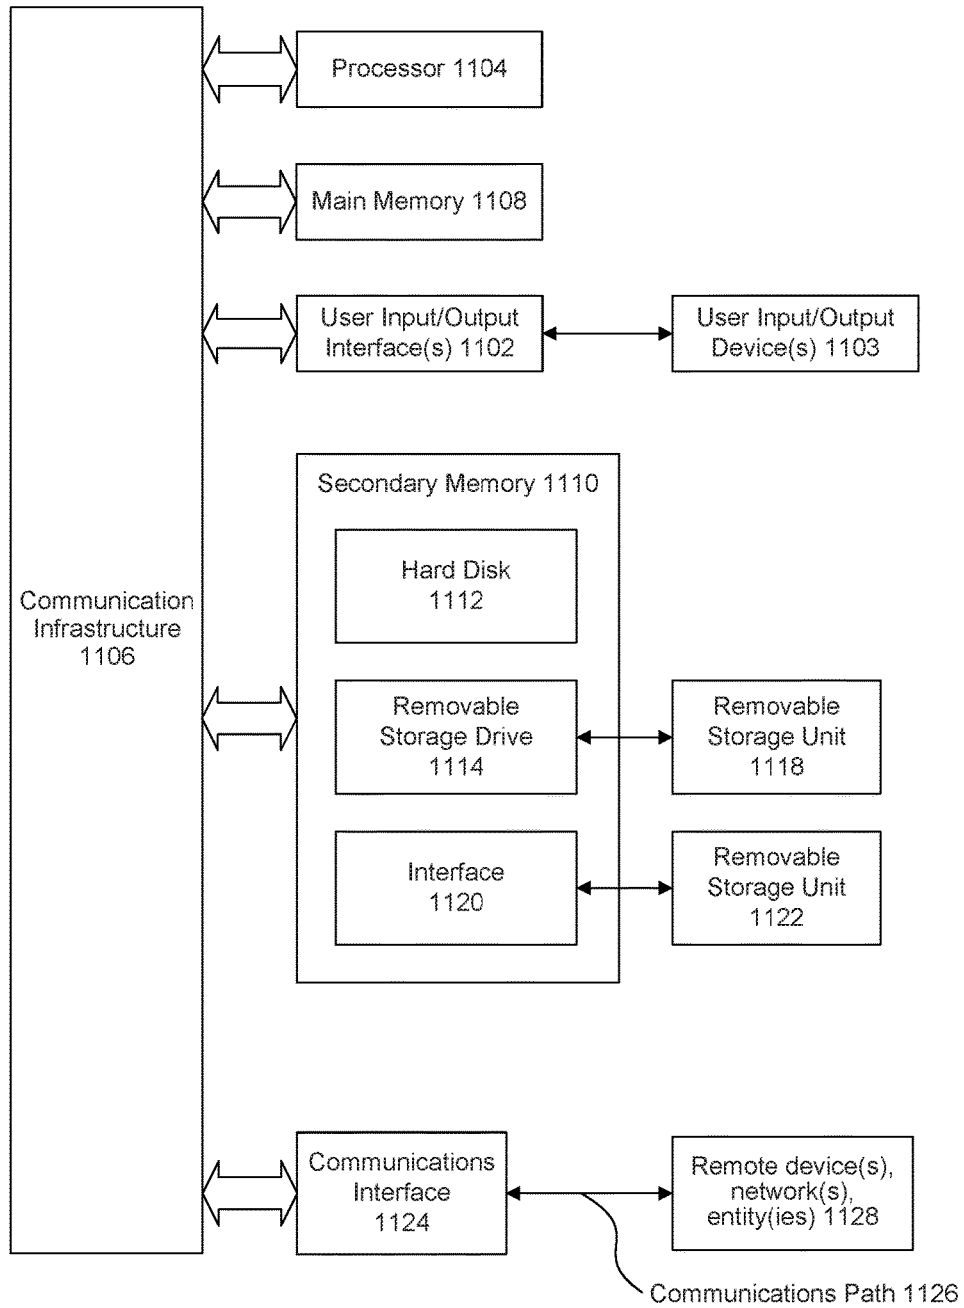 Processor 1104
Main Memory 1108
User Input/Output
Interface(s) 1102
User Input/Output
Device(s) 1103
Secondary Memory 1110
Hard Disk
1112
Communication
Infrastructure
1106
Removable
Storage Drive
1114
Removable
Storage Unit
1118
Interface
1120
Removable
Storage Unit
1122
Communications
Interface
1124
Remote device(s),
network(s),
entity(ies) 1128
Communications Path 1126